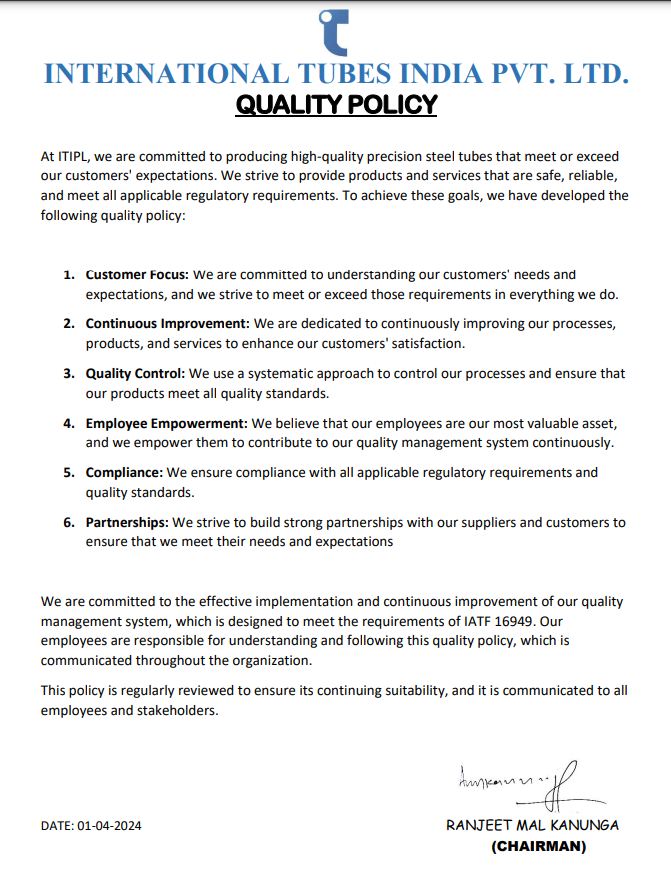 INTERNATIONAL TUBES INDIA PVT. LTD.
QUALITY POLICY
At ITIPL, we are committed to producing high-quality precision steel tubes that meet or exceed
our customers' expectations. We strive to provide products and services that are safe, reliable,
and meet all applicable regulatory requirements. To achieve these goals, we have developed the
following quality policy:
1. Customer Focus: We are committed to understanding our customers' needs and
expectations, and we strive to meet or exceed those requirements in everything we do.
2. Continuous Improvement: We are dedicated to continuously improving our processes,
products, and services to enhance our customers' satisfaction.
3. Quality Control: We use a systematic approach to control our processes and ensure that
our products meet all quality standards.
4. Employee Empowerment: We believe that our employees are our most valuable asset,
and we empower them to contribute to our quality management system continuously.
5. Compliance: We ensure compliance with all applicable regulatory requirements and
quality standards.
6. Partnerships: We strive to build strong partnerships with our suppliers and customers to
ensure that we meet their needs and expectations
We are committed to the effective implementation and continuous improvement of our quality
management system, which is designed to meet the requirements of IATF 16949. Our
employees are responsible for understanding and following this quality policy, which is
communicated throughout the organization.
This policy is regularly reviewed to ensure its continuing suitability, and it is communicated to all
employees and stakeholders.
DATE: 01-04-2024
RANJEET MAL KANUNGA
(CHAIRMAN)